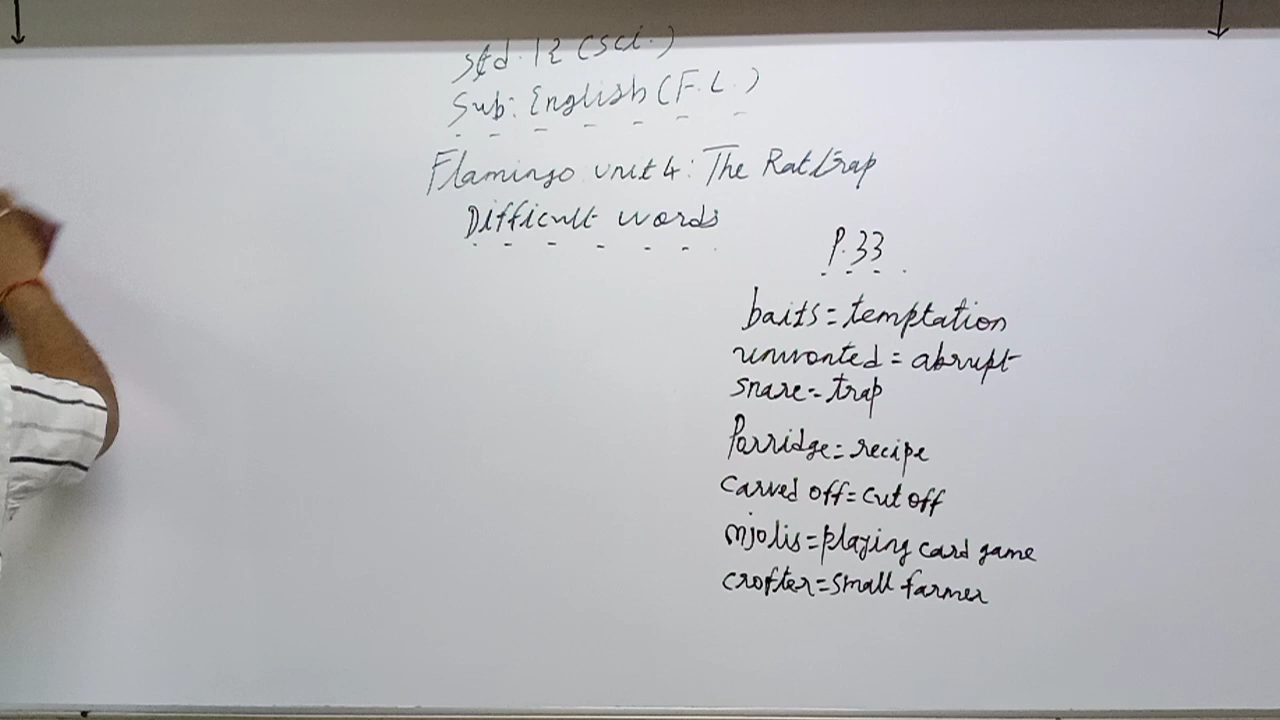 Std. 12 (Sci.)
Sub: English (F.L.)
Flamingo unit 4: The Rattrap
Difficult words
P.33
baits = temptation
unwonted = abrupt
snare = trap
Porridge = recipe
carved off = cut off
mjolis = playing card game
crofter = small farmer